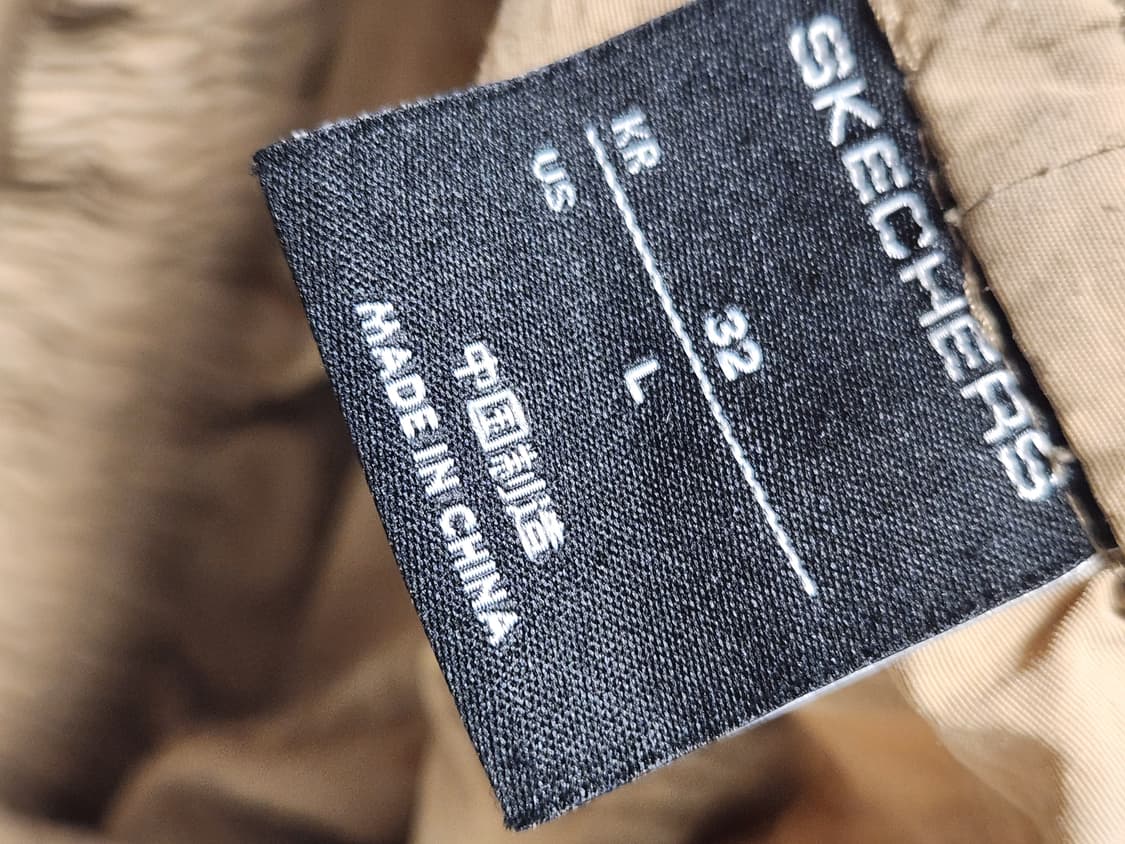 SKECHERS
KR 32
US L
中国制造
MADE IN CHINA